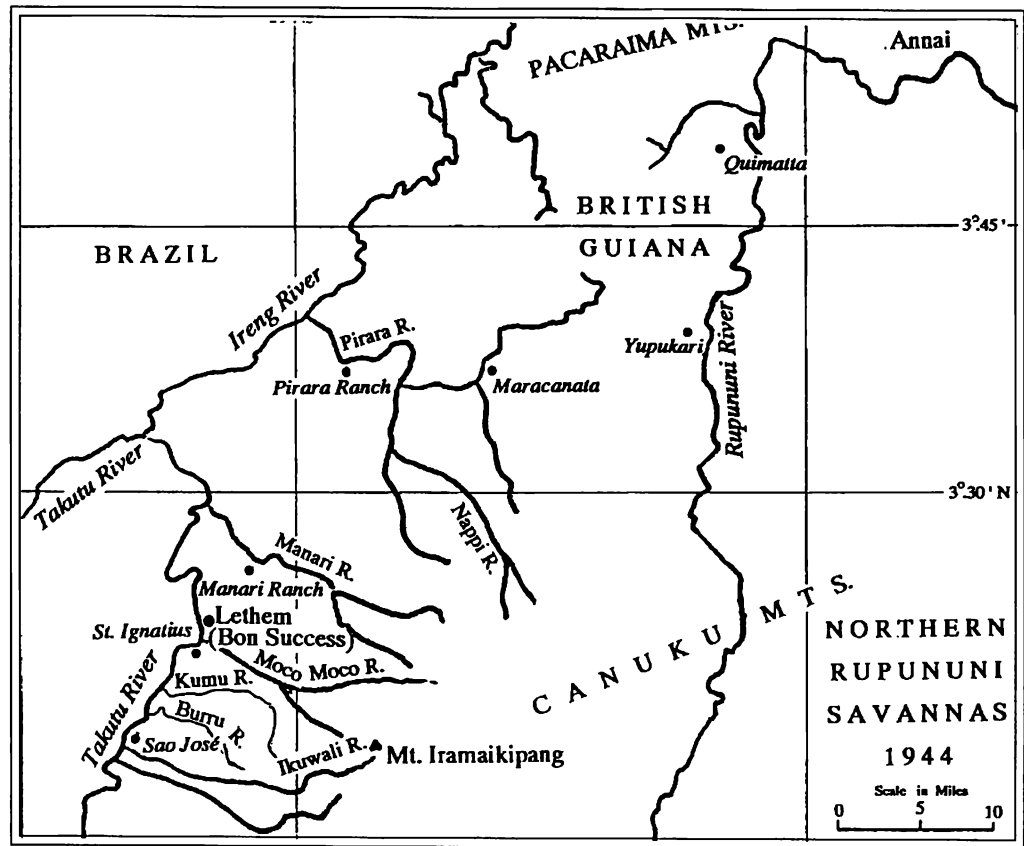 PACARAIMA MTS.
Annai
Quimatta
BRITISH
GUIANA
3°45'
BRAZIL
Ireng River
Pirara R.
Pirara Ranch
Maracanata
Yupukari
Rupununi River
Takutu River
3°30'N
Nappi R.
Manari R.
Manari Ranch
Lethem
(Bon Success)
St. Ignatius
Moco Moco R.
Takutu River
Kumu R.
Burru R.
Sao José
Ikuwali R.
Mt. Iramaikipang
CANUKU MTS.
NORTHERN
RUPUNUNI
SAVANNAS
1944
Scale in Miles
0 5 10